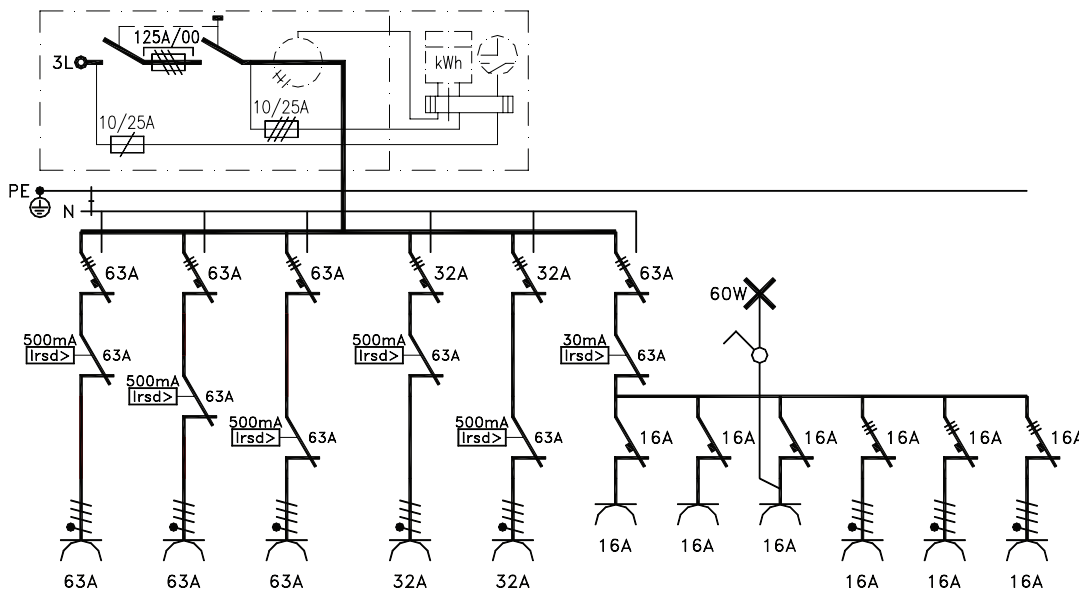 125A/00
3L
kWh
10/25A
10/25A
PE
N
63A 63A 63A 32A 32A 63A
60W
500mA 500mA 30mA
Irsd> 63A Irsd> 63A Irsd> 63A
500mA
Irsd> 63A
500mA 500mA
Irsd> 63A Irsd> 63A
16A 16A 16A 16A 16A 16A
16A 16A 16A
63A 63A 63A 32A 32A 16A 16A 16A